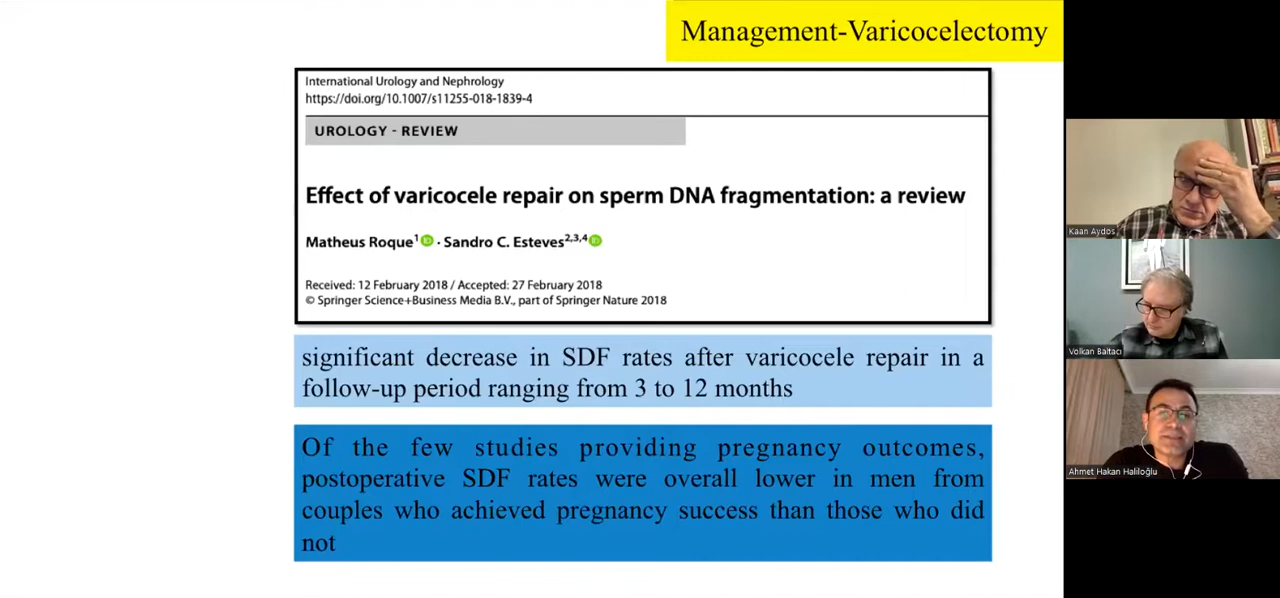 Management-Varicocelectomy
International Urology and Nephrology
https://doi.org/10.1007/s11255-018-1839-4
UROLOGY - REVIEW
Effect of varicocele repair on sperm DNA fragmentation: a review
Matheus Roque1 · Sandro C. Esteves2,3,4
Received: 12 February 2018 / Accepted: 27 February 2018
© Springer Science+Business Media B.V., part of Springer Nature 2018
significant decrease in SDF rates after varicocele repair in a
follow-up period ranging from 3 to 12 months
Of the few studies providing pregnancy outcomes,
postoperative SDF rates were overall lower in men from
couples who achieved pregnancy success than those who did
not
Kaan Aydos
Volkan Baltacı
Ahmet Hakan Haliloğlu